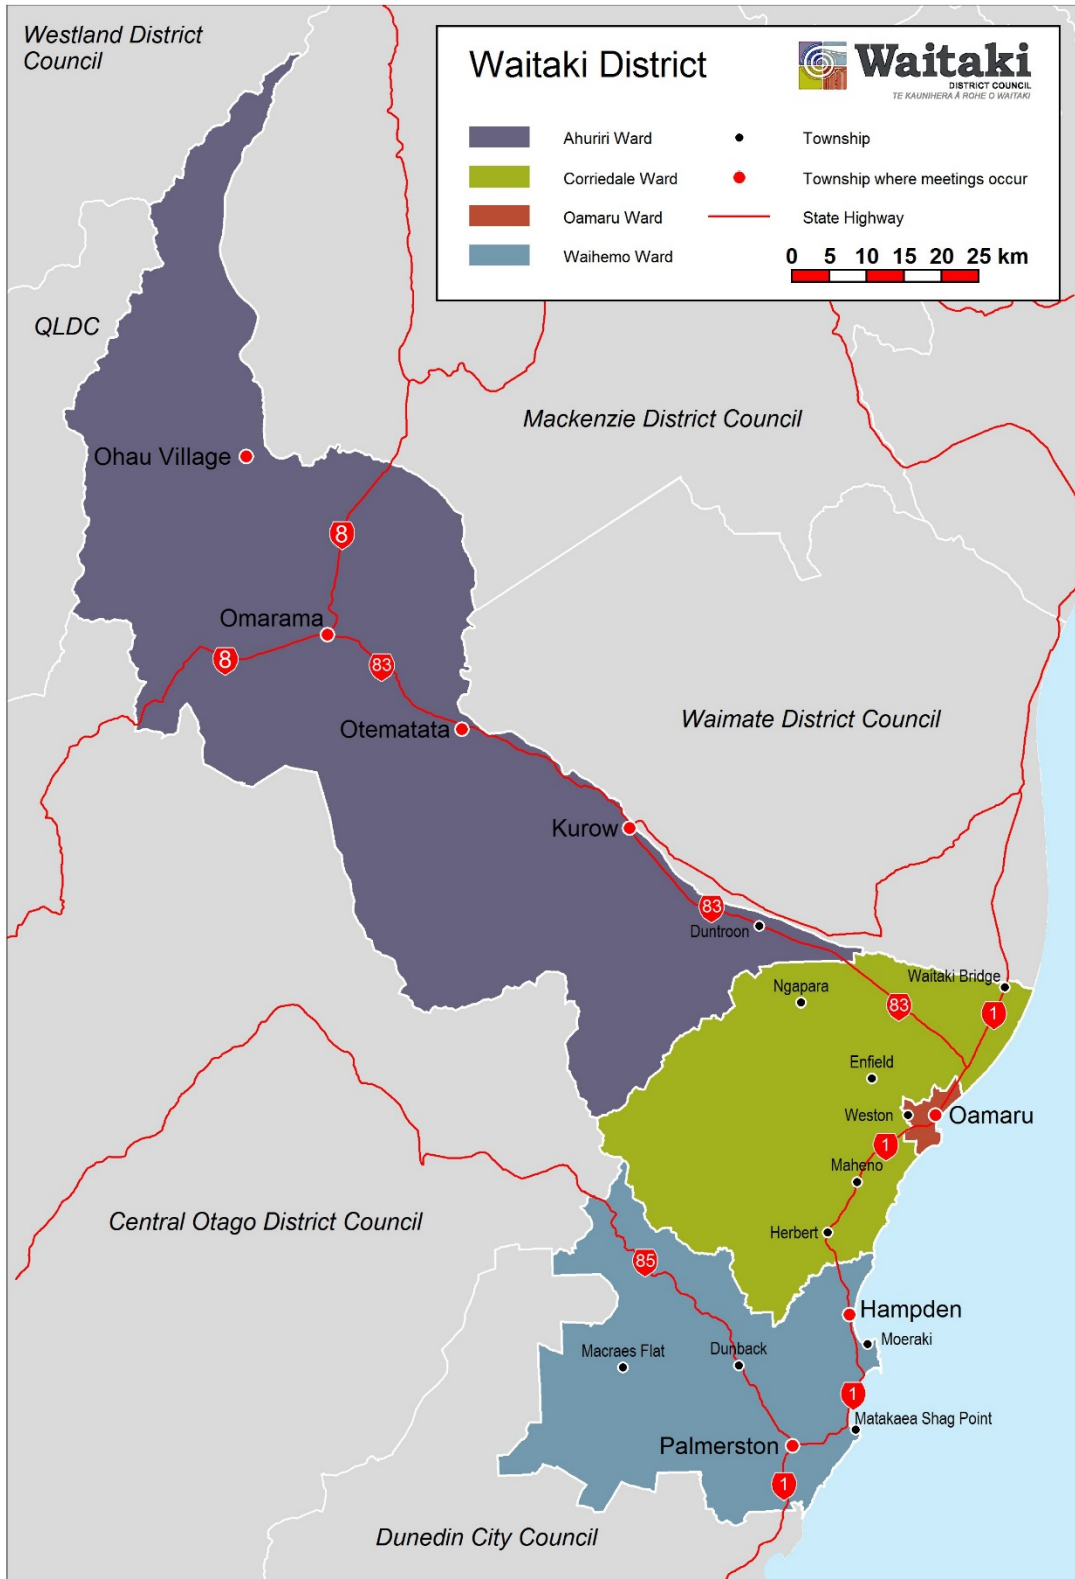 Westland District
Council
Waitaki District
Waitaki
DISTRICT COUNCIL
TE KAUNIHERA Ā ROHE O WAITAKI
Ahuriri Ward
Township
Corriedale Ward
Township where meetings occur
Oamaru Ward
State Highway
Waihemo Ward
0 5 10 15 20 25 km
QLDC
Mackenzie District Council
Ohau Village
8
Omarama
8
83
Otematata
Waimate District Council
Kurow
83
Duntroon
Waitaki Bridge
Ngapara
83
1
Enfield
Weston
Oamaru
1
Maheno
Central Otago District Council
Herbert
85
Hampden
Moeraki
Macraes Flat
Dunback
1
Matakaea Shag Point
Palmerston
1
Dunedin City Council